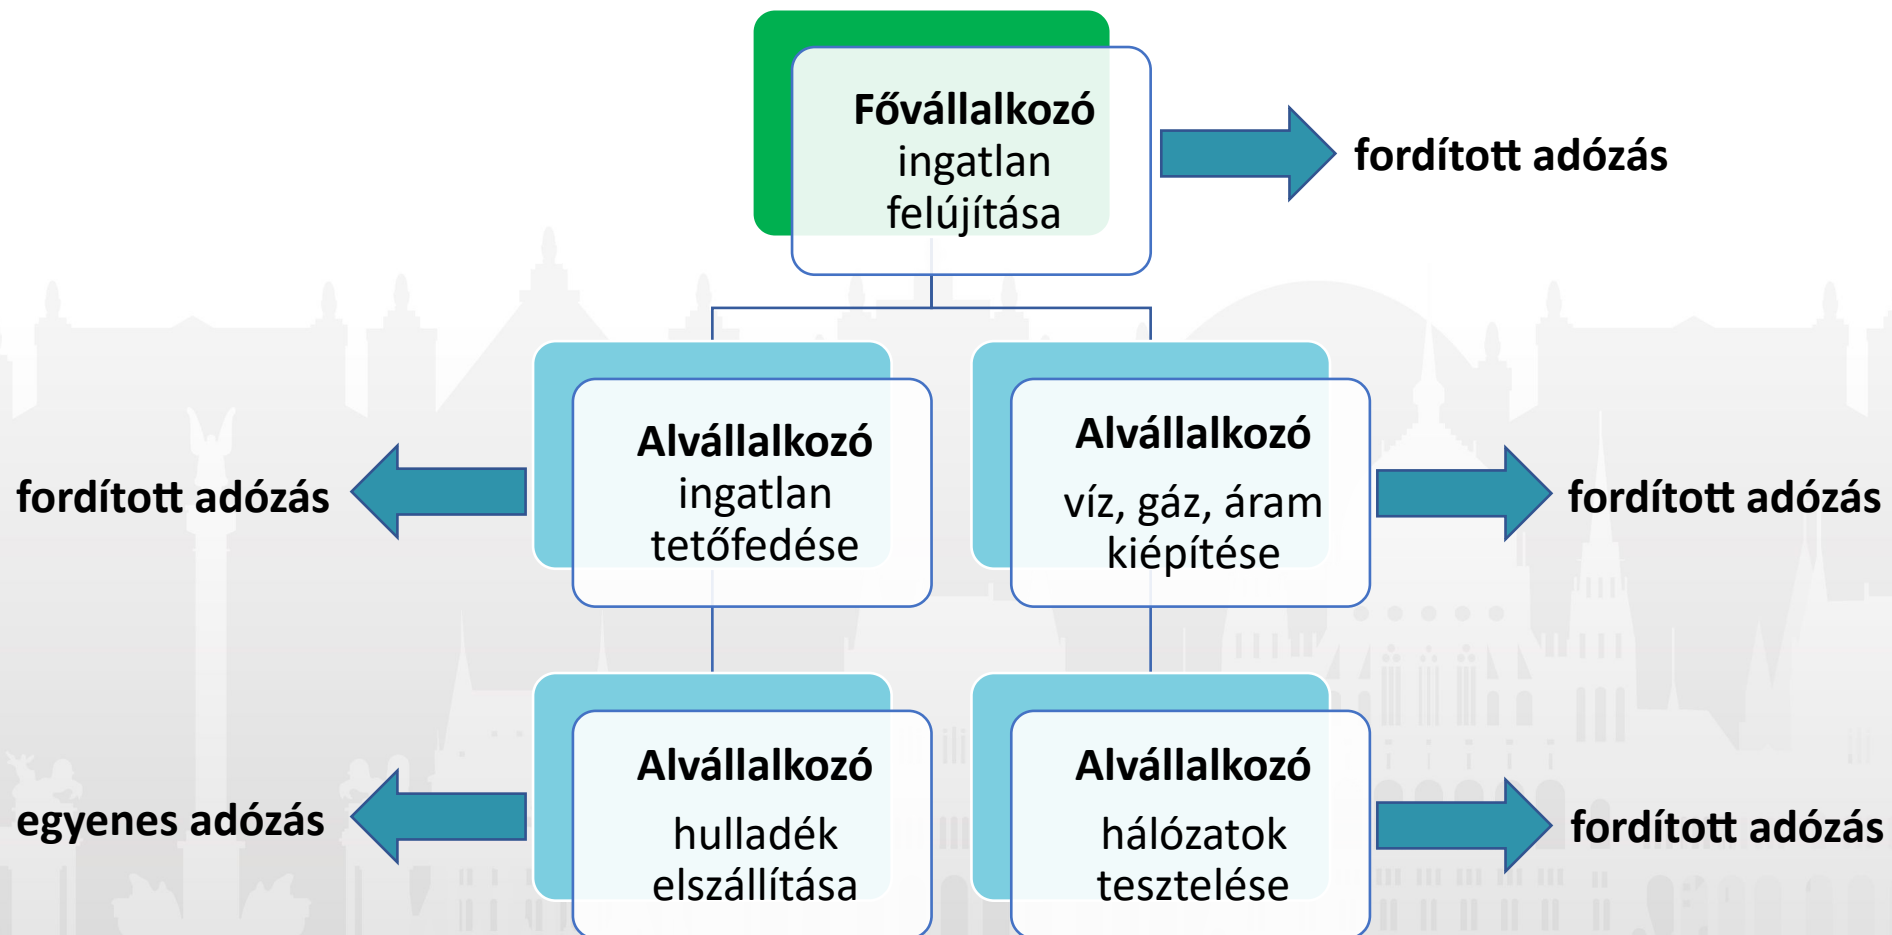 Fővállalkozó
ingatlan
felújítása
fordított adózás
fordított adózás
Alvállalkozó
ingatlan
tetőfedése
Alvállalkozó
víz, gáz, áram
kiépítése
fordított adózás
egyenes adózás
Alvállalkozó
hulladék
elszállítása
Alvállalkozó
hálózatok
tesztelése
fordított adózás